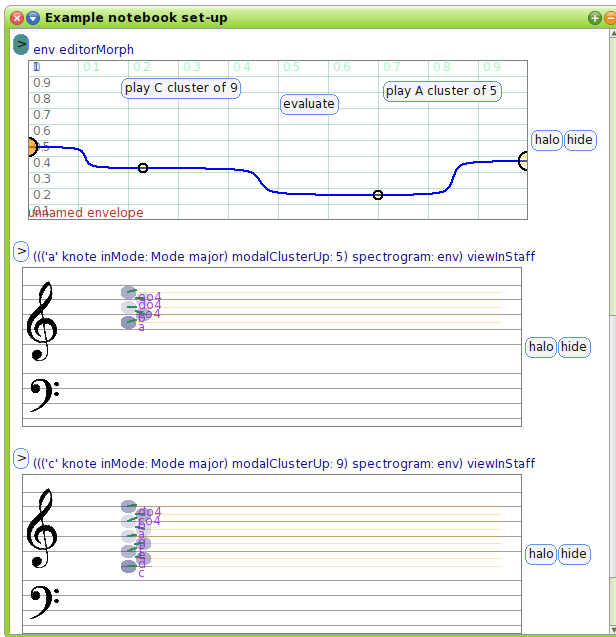 Example notebook set-up
> env editorMorph
0.1 0.2 0.3 0.4 0.5 0.6 0.7 0.8 0.9
0.9
play C cluster of 9
play A cluster of 5
0.8
evaluate
0.7
0.6
halo hide
0.5
0.4
0.3
0.2
0.1
unnamed envelope
> ((('a' knote inMode: Mode major) modalClusterUp: 5) spectrogram: env) viewInStaff
do4
a
halo hide
> ((('c' knote inMode: Mode major) modalClusterUp: 9) spectrogram: env) viewInStaff
do4
so4
a
d
c
halo hide